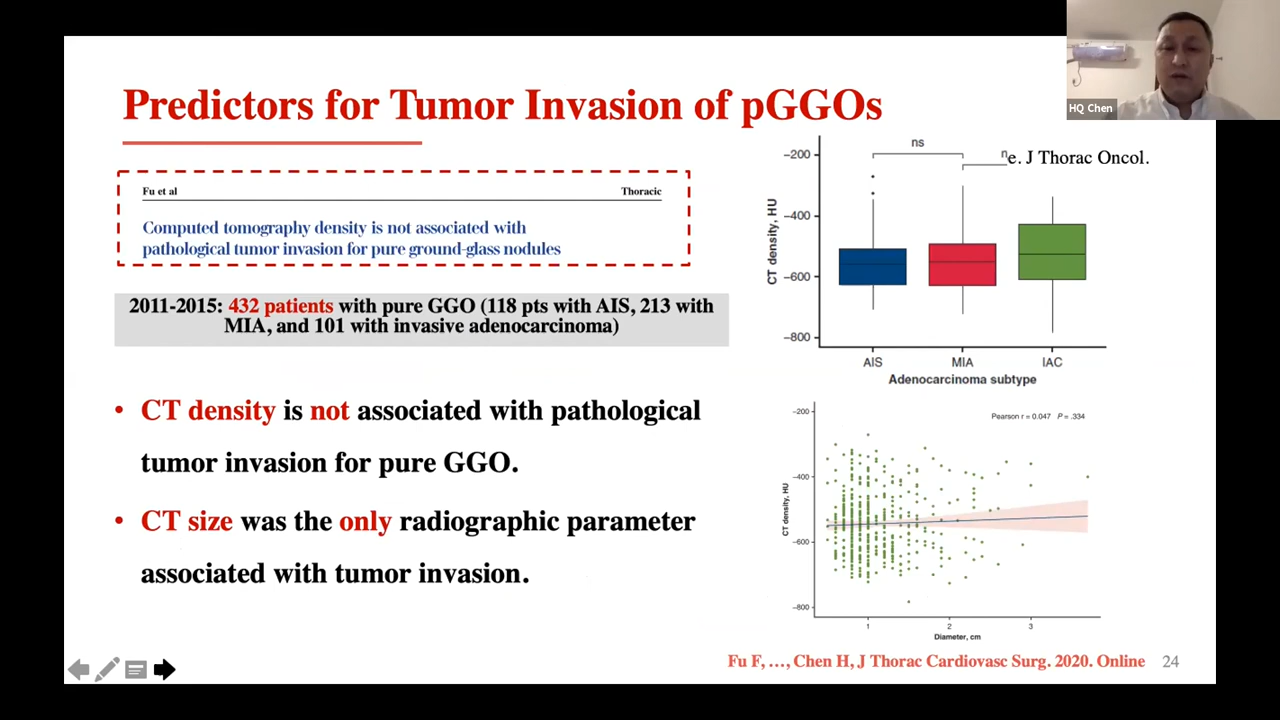 HQ Chen
Predictors for Tumor Invasion of pGGOs
Fu et al Thoracic
Computed tomography density is not associated with
pathological tumor invasion for pure ground-glass nodules
2011-2015: 432 patients with pure GGO (118 pts with AIS, 213 with
MIA, and 101 with invasive adenocarcinoma)
• CT density is not associated with pathological
tumor invasion for pure GGO.
• CT size was the only radiographic parameter
associated with tumor invasion.
ns
n
e. J Thorac Oncol.
CT density, HU
−200
−400
−600
−800
AIS MIA IAC
Adenocarcinoma subtype
Pearson r = 0.047 P = .334
CT density, HU
−200
−400
−600
−800
1 2 3
Diameter, cm
Fu F, …, Chen H, J Thorac Cardiovasc Surg. 2020. Online 24